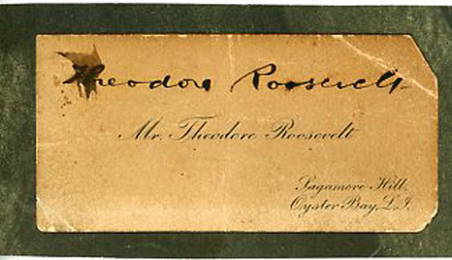 Theodore Roosevelt
Mr. Theodore Roosevelt
Sagamore Hill.
Oyster Bay, L.I.